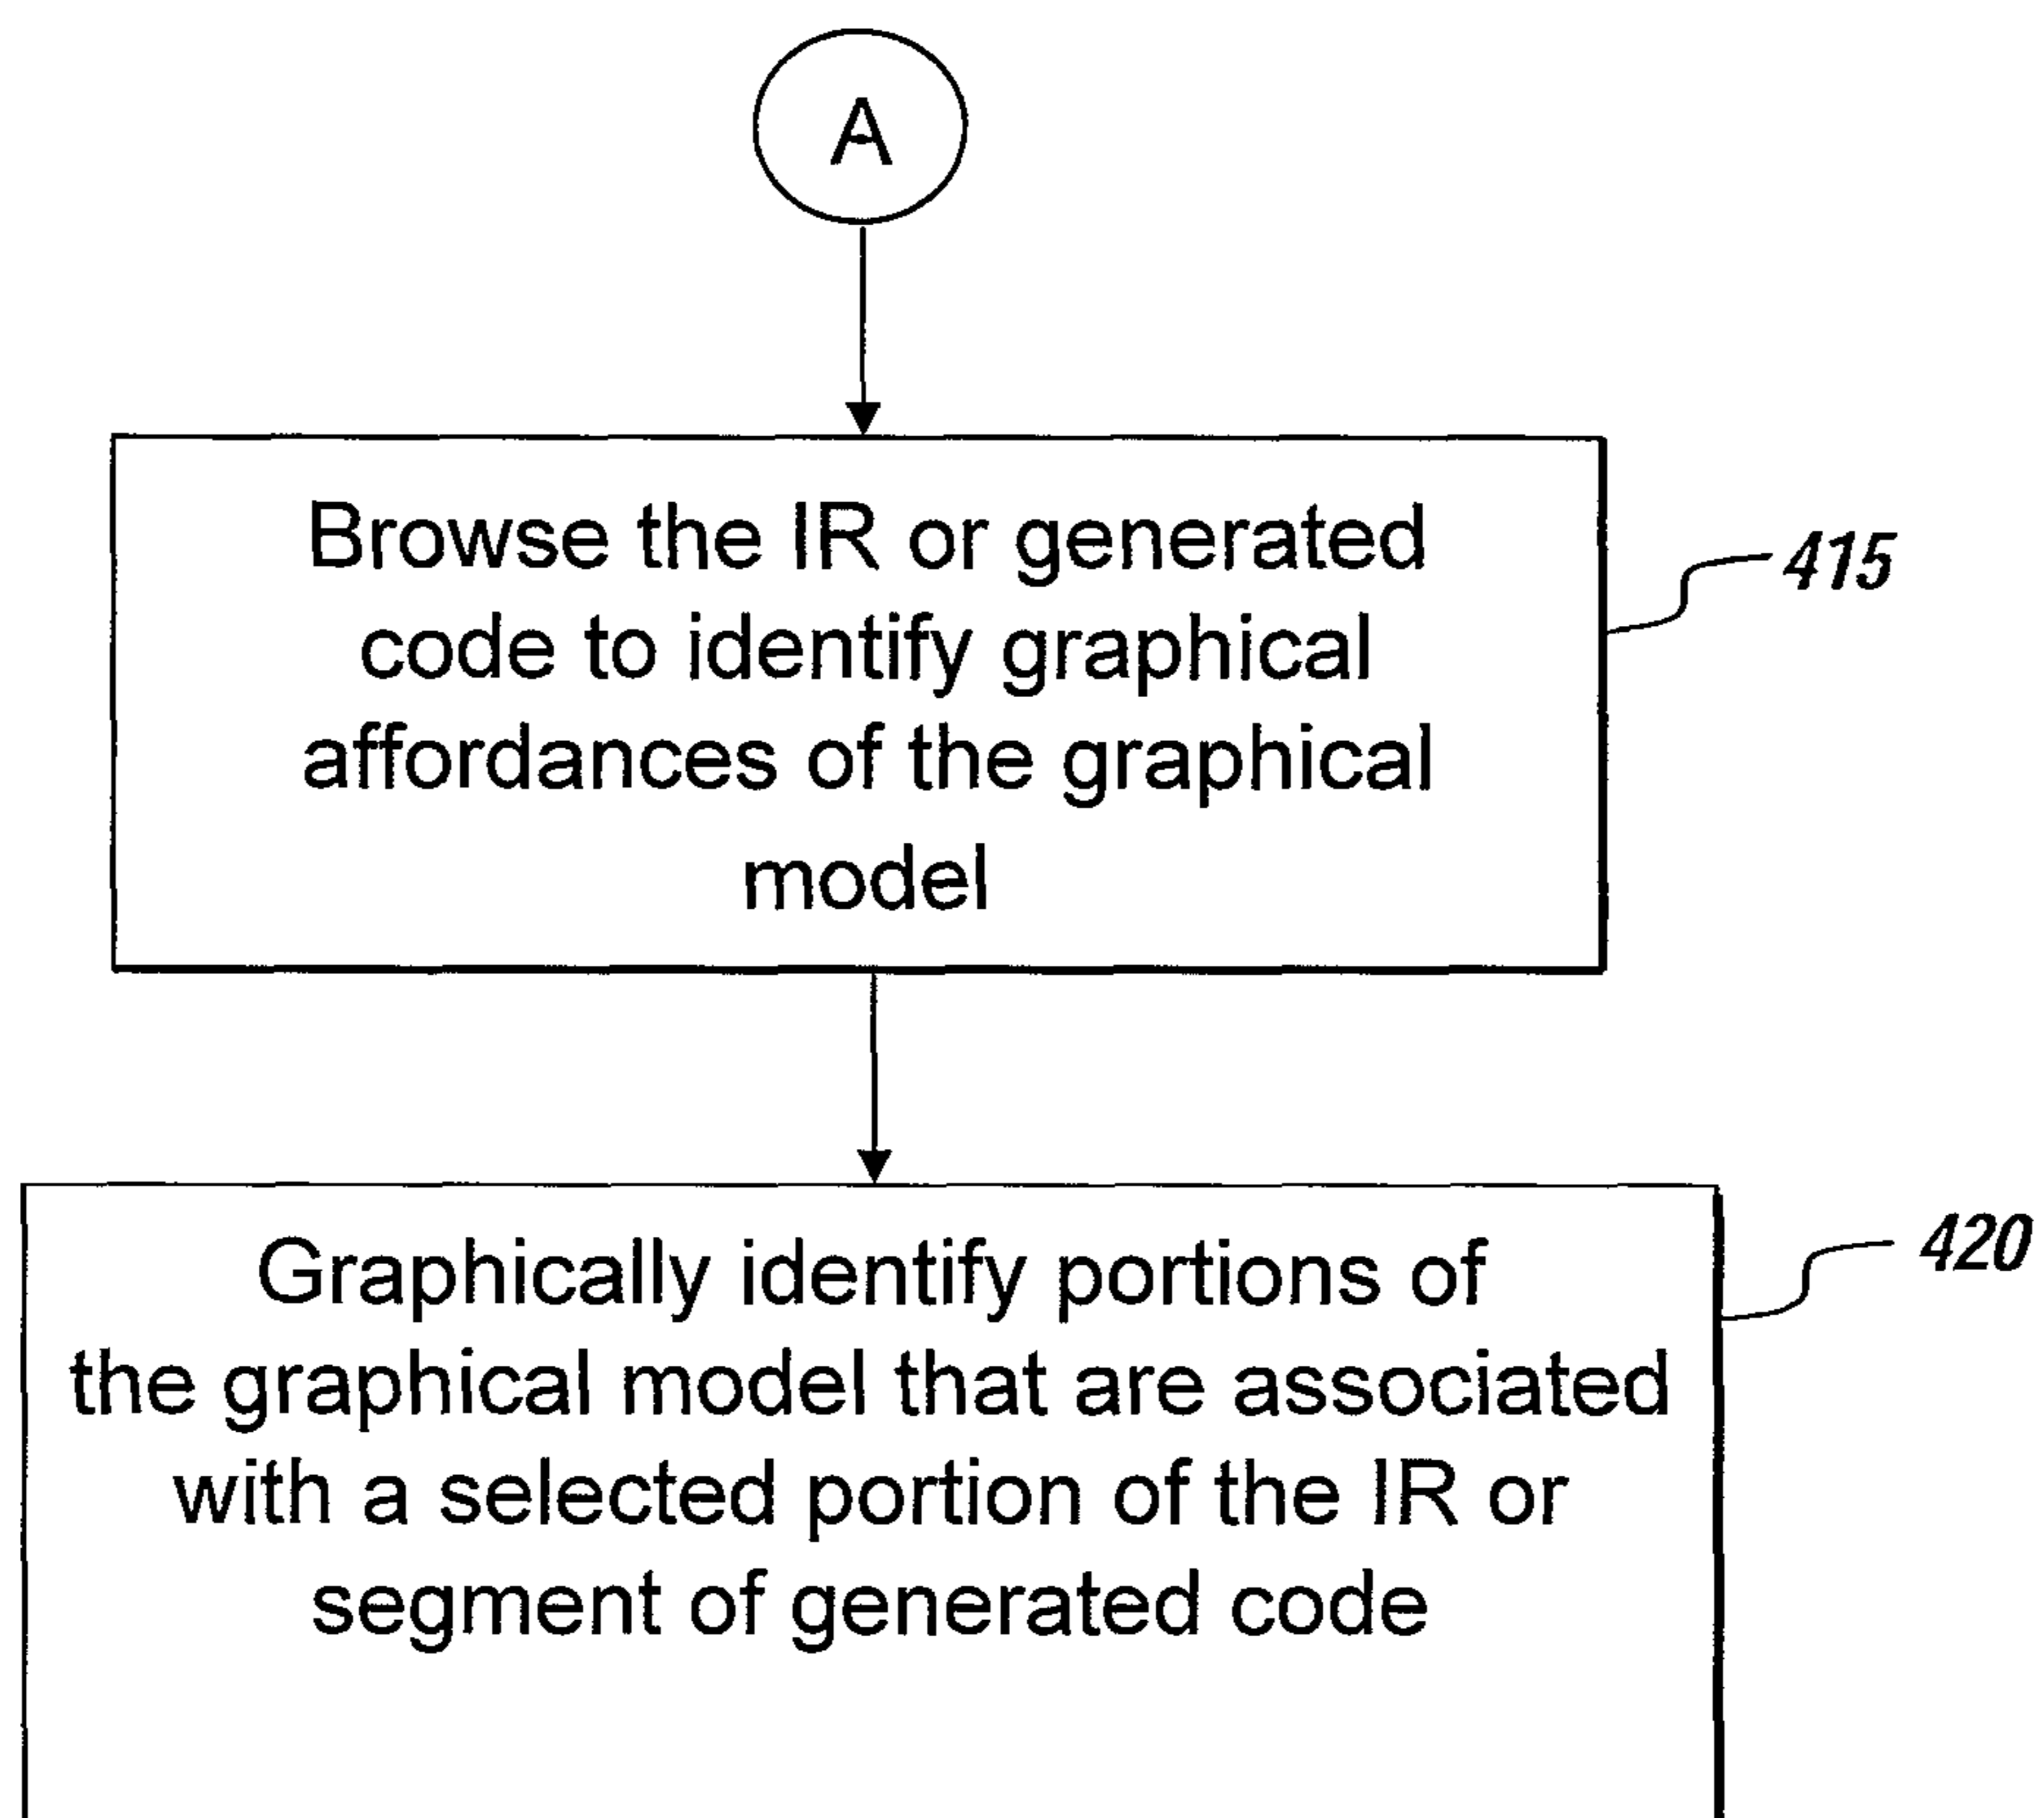 A
Browse the IR or generated
code to identify graphical
affordances of the graphical
model
415
Graphically identify portions of
the graphical model that are associated
with a selected portion of the IR or
segment of generated code
420